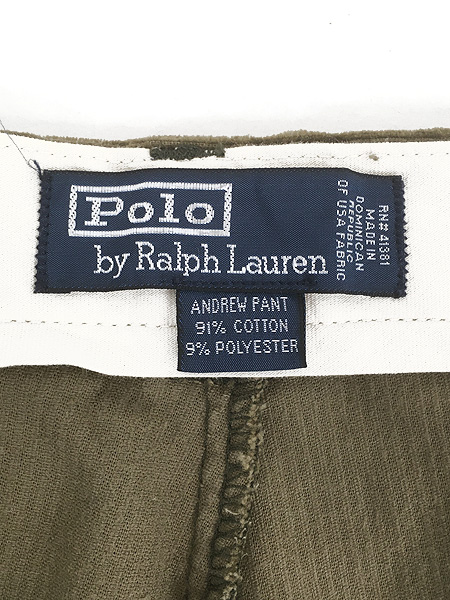 Polo
by Ralph Lauren
RN# 41381
MADE IN
DOMINICAN
REPUBLIC
OF USA FABRIC
ANDREW PANT
91% COTTON
9% POLYESTER